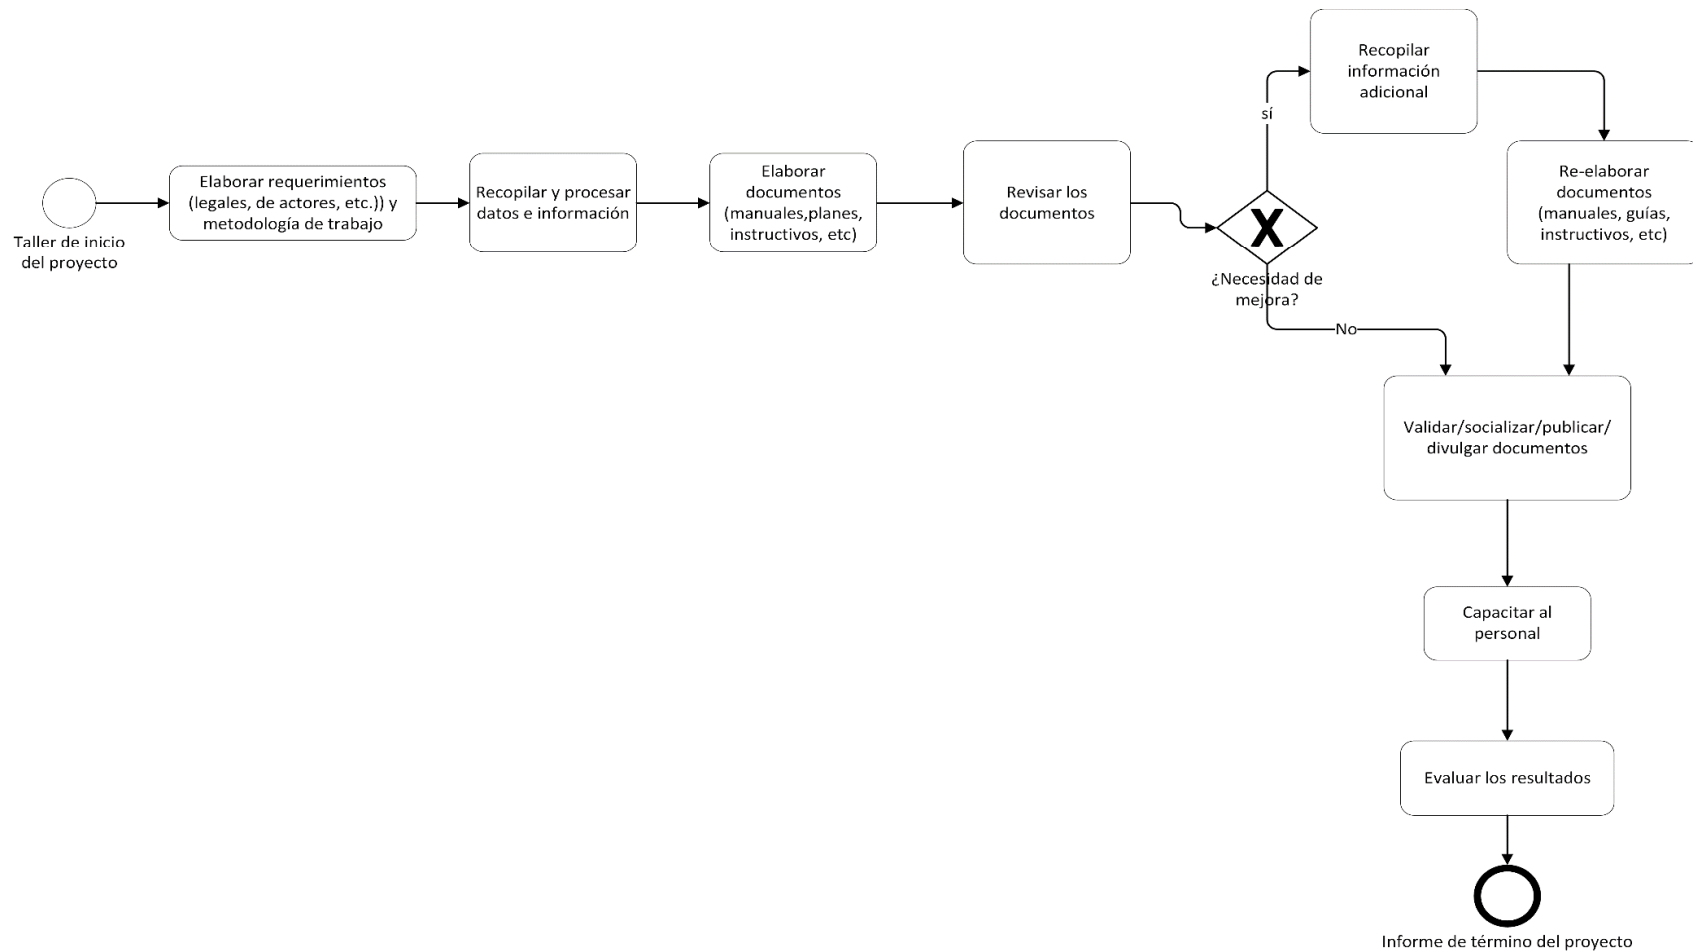 Taller de inicio
del proyecto
Elaborar requerimientos
(legales, de actores, etc.)) y
metodología de trabajo
Recopilar y procesar
datos e información
Elaborar
documentos
(manuales,planes,
instructivos, etc)
Revisar los
documentos
X
¿Necesidad de
mejora?
sí
Recopilar
información
adicional
Re-elaborar
documentos
(manuales, guías,
instructivos, etc)
No
Validar/socializar/publicar/
divulgar documentos
Capacitar al
personal
Evaluar los resultados
Informe de término del proyecto